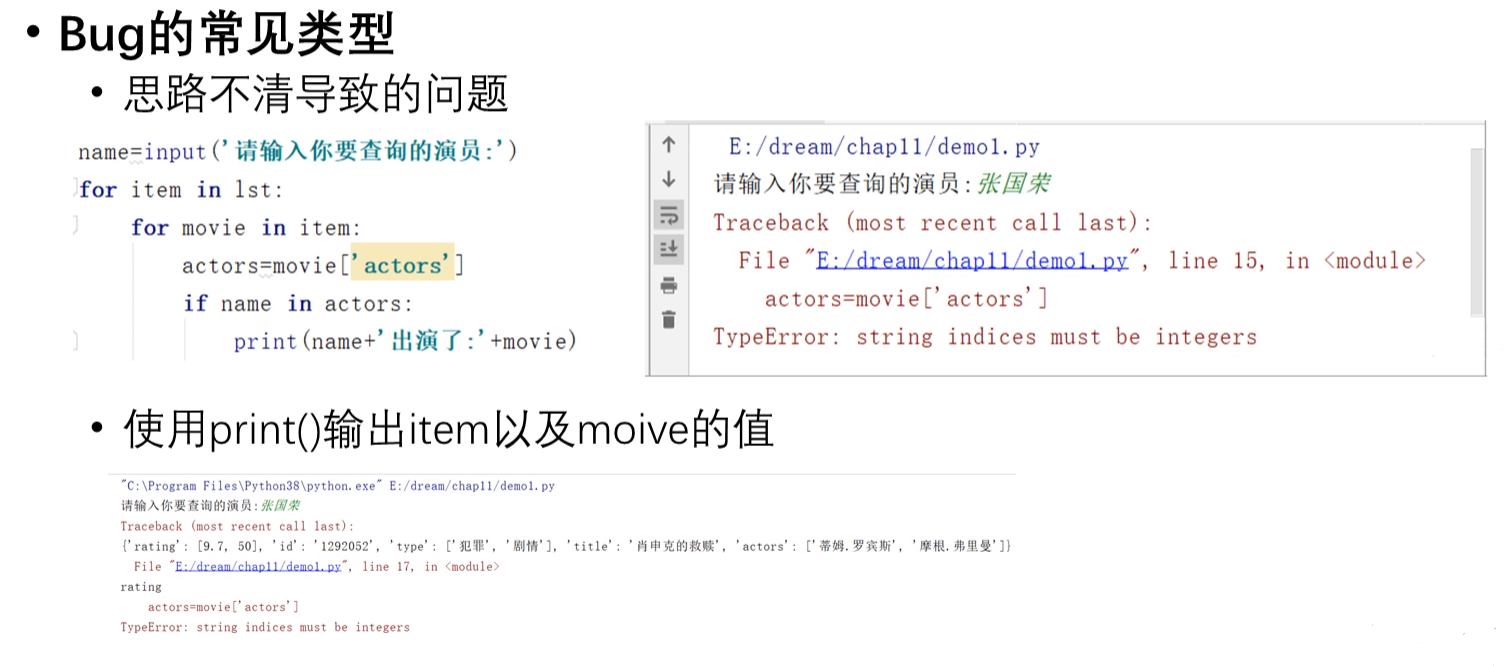 • Bug的常见类型
• 思路不清导致的问题
name=input('请输入你要查询的演员:')
for item in lst:
for movie in item:
actors=movie['actors']
if name in actors:
print(name+'出演了:'+movie)
E:/dream/chap11/demo1.py
请输入你要查询的演员:张国荣
Traceback (most recent call last):
File "E:/dream/chap11/demo1.py", line 15, in <module>
actors=movie['actors']
TypeError: string indices must be integers
• 使用print()输出item以及moive的值
"C:\Program Files\Python38\python.exe" E:/dream/chap11/demo1.py
请输入你要查询的演员:张国荣
Traceback (most recent call last):
{'rating': [9.7, 50], 'id': '1292052', 'type': ['犯罪', '剧情'], 'title': '肖申克的救赎', 'actors': ['蒂姆.罗宾斯', '摩根.弗里曼']}
File "E:/dream/chap11/demo1.py", line 17, in <module>
rating
actors=movie['actors']
TypeError: string indices must be integers